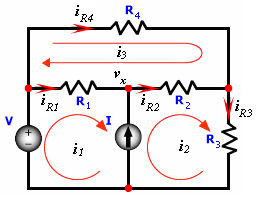 iR4 R4
i3
vx
iR1 R1 iR2 R2 iR3
V + − i1 I i2 R3